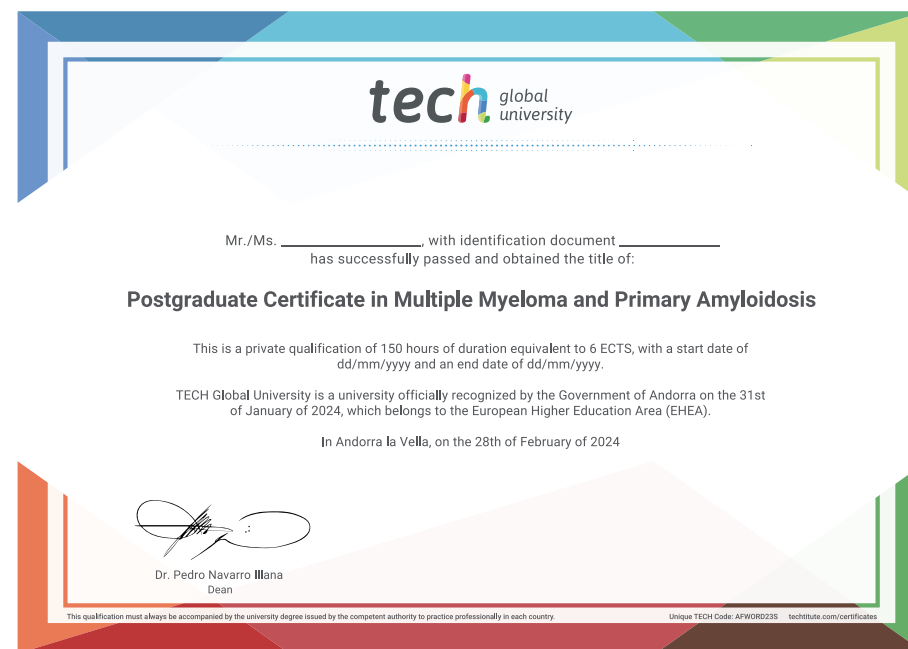 tech global university
Mr./Ms. ____________, with identification document ____________
has successfully passed and obtained the title of:
Postgraduate Certificate in Multiple Myeloma and Primary Amyloidosis
This is a private qualification of 150 hours of duration equivalent to 6 ECTS, with a start date of
dd/mm/yyyy and an end date of dd/mm/yyyy.
TECH Global University is a university officially recognized by the Government of Andorra on the 31st
of January of 2024, which belongs to the European Higher Education Area (EHEA).
In Andorra la Vella, on the 28th of February of 2024
Dr. Pedro Navarro Illana
Dean
This qualification must always be accompanied by the university degree issued by the competent authority to practice professionally in each country.
Unique TECH Code: AFWORD23S techtitute.com/certificates